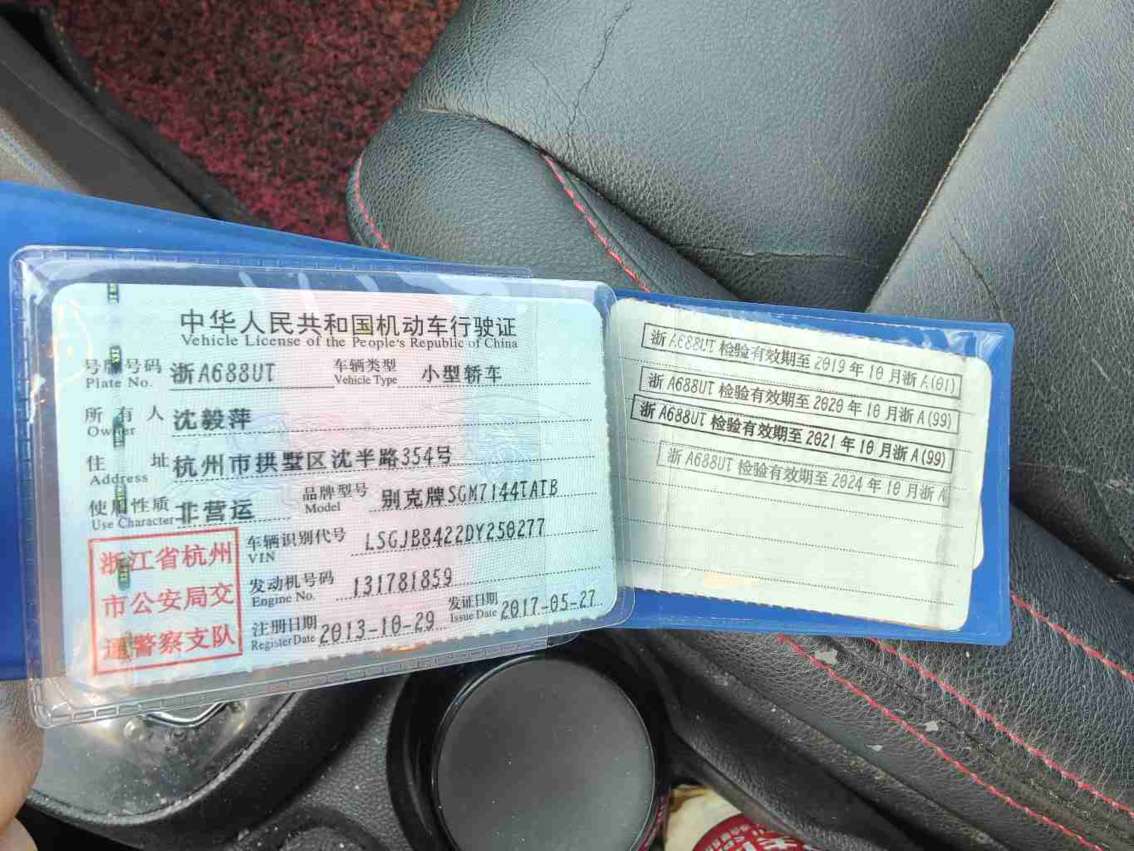 中华人民共和国机动车行驶证
Vehicle License of the People's Republic of China
号牌号码 浙A688UT 车辆类型 小型轿车
Plate No. Vehicle Type
所有人 沈毅萍
Owner
住址 杭州市拱墅区沈半路354号
Address
使用性质 非营运 品牌型号 别克牌SGM7144TATB
Use Character Model
浙江省杭州市公安局交通警察支队
车辆识别代号 LSGJB8422DY250277
VIN
发动机号码 131781859
Engine No.
注册日期 2013-10-29 发证日期 2017-05-27
Register Date Issue Date
浙A688UT 检验有效期至2019年10月浙A(01)
浙A688UT 检验有效期至2020年10月浙A(99)
浙A688UT 检验有效期至2021年10月浙A(99)
浙A688UT 检验有效期至2024年10月浙A